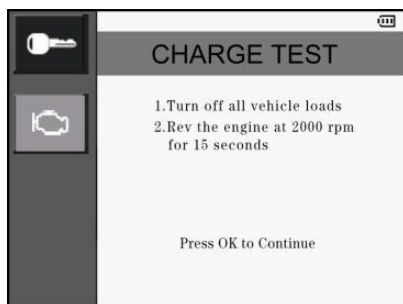 CHARGE TEST
1.Turn off all vehicle loads
2.Rev the engine at 2000 rpm
for 15 seconds
Press OK to Continue